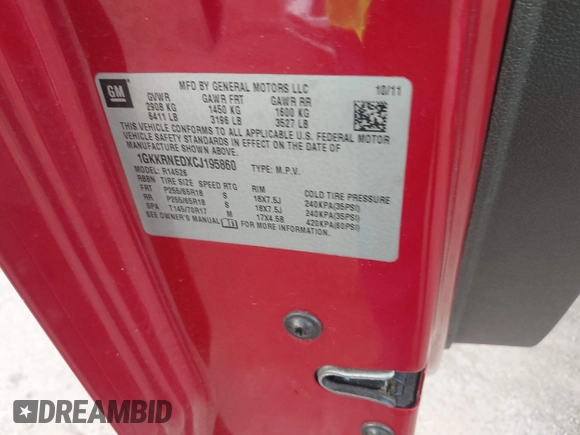 GM
MFD BY GENERAL MOTORS LLC
10/11
GVWR GAWR FRT GAWR RR
2908 KG 1450 KG 1600 KG
6411 LB 3196 LB 3527 LB
THIS VEHICLE CONFORMS TO ALL APPLICABLE U.S. FEDERAL MOTOR
VEHICLE SAFETY STANDARDS IN EFFECT ON THE DATE OF
MANUFACTURE SHOWN ABOVE.
1GKKRNEDXCJ195860 TYPE: M.P.V.
MODEL: R14526
RBBN TIRE SIZE SPEED RTG RIM COLD TIRE PRESSURE
FRT P255/65R18 S 18X7.5J 240KPA(35PSI)
RR P255/65R18 S 18X7.5J 240KPA(35PSI)
SPA T145/70R17 M 17X4.5B 420KPA(60PSI)
SEE OWNER'S MANUAL FOR MORE INFORMATION.
DREAMBID